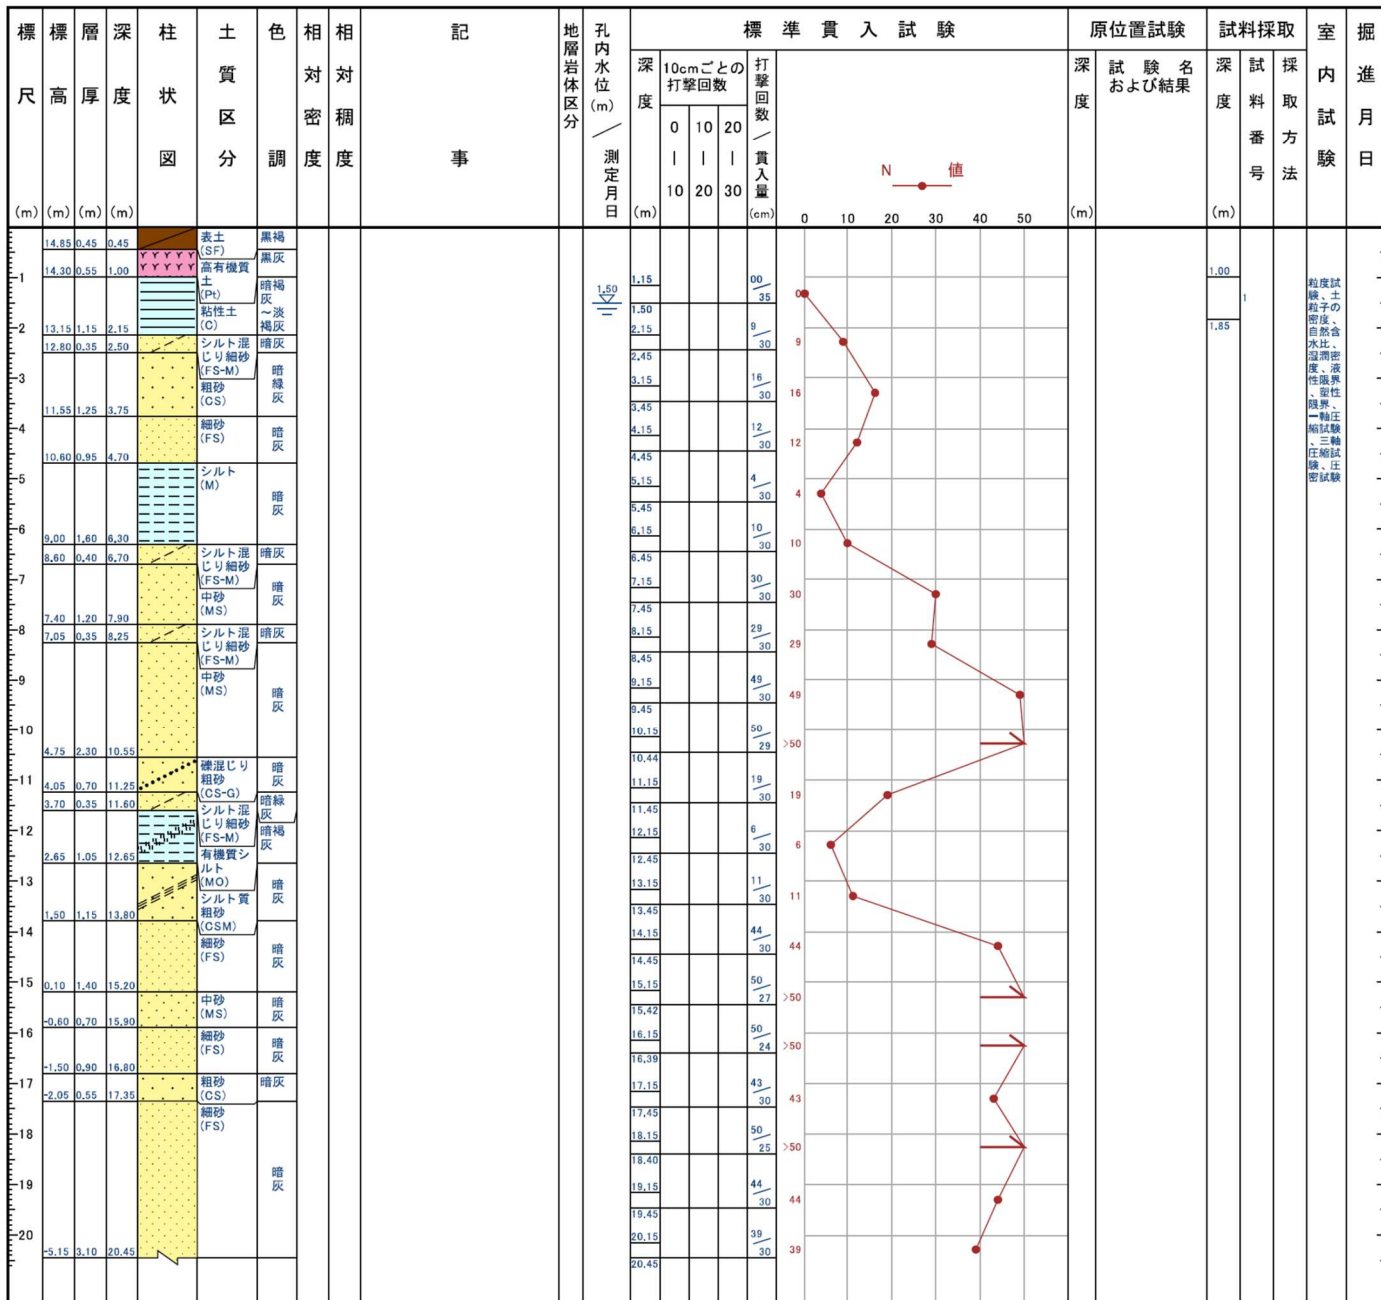 標尺 (m)
標高 (m)
層厚 (m)
深度 (m)
柱状図
土質区分
色調
相対密度
相対稠度
記事
地層岩体区分
孔内水位(m)／測定月日
標準貫入試験
深度 (m)
10cmごとの打撃回数
0｜10
10｜20
20｜30
打撃回数／貫入量 (cm)
N 値
0 10 20 30 40 50
原位置試験
深度 (m)
試験名および結果
試料採取
深度 (m)
試料番号
採取方法
室内試験
掘進月日
14.85 0.45 0.45 表土 (SF) 黒褐
14.30 0.55 1.00 高有機質土 (Pt) 黒灰
13.15 1.15 2.15 粘性土 (C) 暗褐灰～淡褐灰
12.80 0.35 2.50 シルト混じり細砂 (FS-M) 暗灰
11.55 1.25 3.75 粗砂 (CS) 暗緑灰
10.60 0.95 4.70 細砂 (FS) 暗灰
9.00 1.60 6.30 シルト (M) 暗灰
8.60 0.40 6.70 シルト混じり細砂 (FS-M) 暗灰
7.40 1.20 7.90 中砂 (MS) 暗灰
7.05 0.35 8.25 シルト混じり細砂 (FS-M) 暗灰
4.75 2.30 10.55 中砂 (MS) 暗灰
4.05 0.70 11.25 礫混じり粗砂 (CS-G) 暗灰
3.70 0.35 11.60 シルト混じり細砂 (FS-M) 暗緑灰
2.65 1.05 12.65 有機質シルト (MO) 暗褐灰
1.50 1.15 13.80 シルト質粗砂 (CSM) 暗灰
0.10 1.40 15.20 細砂 (FS) 暗灰
-0.60 0.70 15.90 中砂 (MS) 暗灰
-1.50 0.90 16.80 細砂 (FS) 暗灰
-2.05 0.55 17.35 粗砂 (CS) 暗灰
-5.15 3.10 20.45 細砂 (FS) 暗灰
1
2
3
4
5
6
7
8
9
10
11
12
13
14
15
16
17
18
19
20
1.50
1.15 1.50 00/35 0
2.15 2.45 9/30 9
3.15 3.45 16/30 16
4.15 4.45 12/30 12
5.15 5.45 4/30 4
6.15 6.45 10/30 10
7.15 7.45 30/30 30
8.15 8.45 29/30 29
9.15 9.45 49/30 49
10.15 10.44 50/29 >50
11.15 11.45 19/30 19
12.15 12.45 6/30 6
13.15 13.45 11/30 11
14.15 14.45 44/30 44
15.15 15.42 50/27 >50
16.15 16.39 50/24 >50
17.15 17.45 43/30 43
18.15 18.40 50/25 >50
19.15 19.45 44/30 44
20.15 20.45 39/30 39
1.00
1
1.85
粒度試
験、土
粒子の
密度、
自然含
水比、
湿潤密
度、液
性限界
、塑性
限界、
一軸圧
縮試験
、三軸
圧縮試
験、圧
密試験